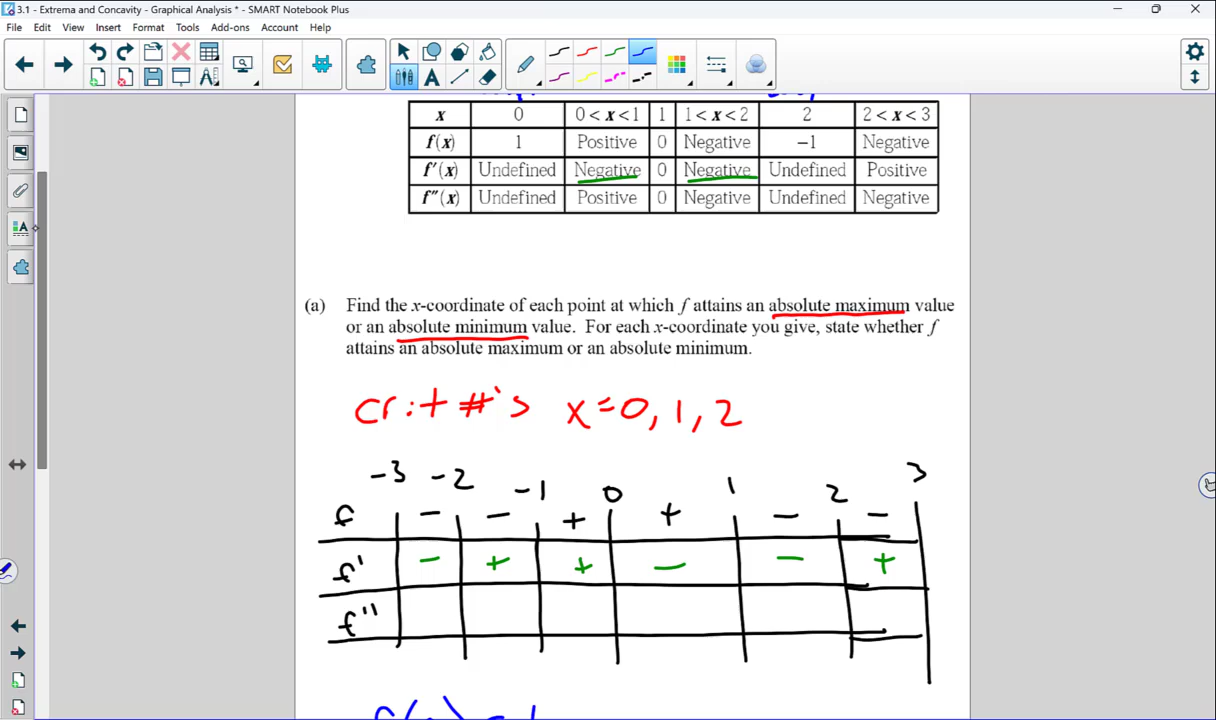 3.1 - Extrema and Concavity - Graphical Analysis * - SMART Notebook Plus
File Edit View Insert Format Tools Add-ons Account Help
x 0 0 < x < 1 1 1 < x < 2 2 2 < x < 3
f(x) 1 Positive 0 Negative −1 Negative
f′(x) Undefined Negative 0 Negative Undefined Positive
f″(x) Undefined Positive 0 Negative Undefined Negative
(a) Find the x-coordinate of each point at which f attains an absolute maximum value
or an absolute minimum value. For each x-coordinate you give, state whether f
attains an absolute maximum or an absolute minimum.
crit #'s x=0, 1, 2
-3 -2 -1 0 1 2 3
f - - + + - -
f' - + + - - +
f''